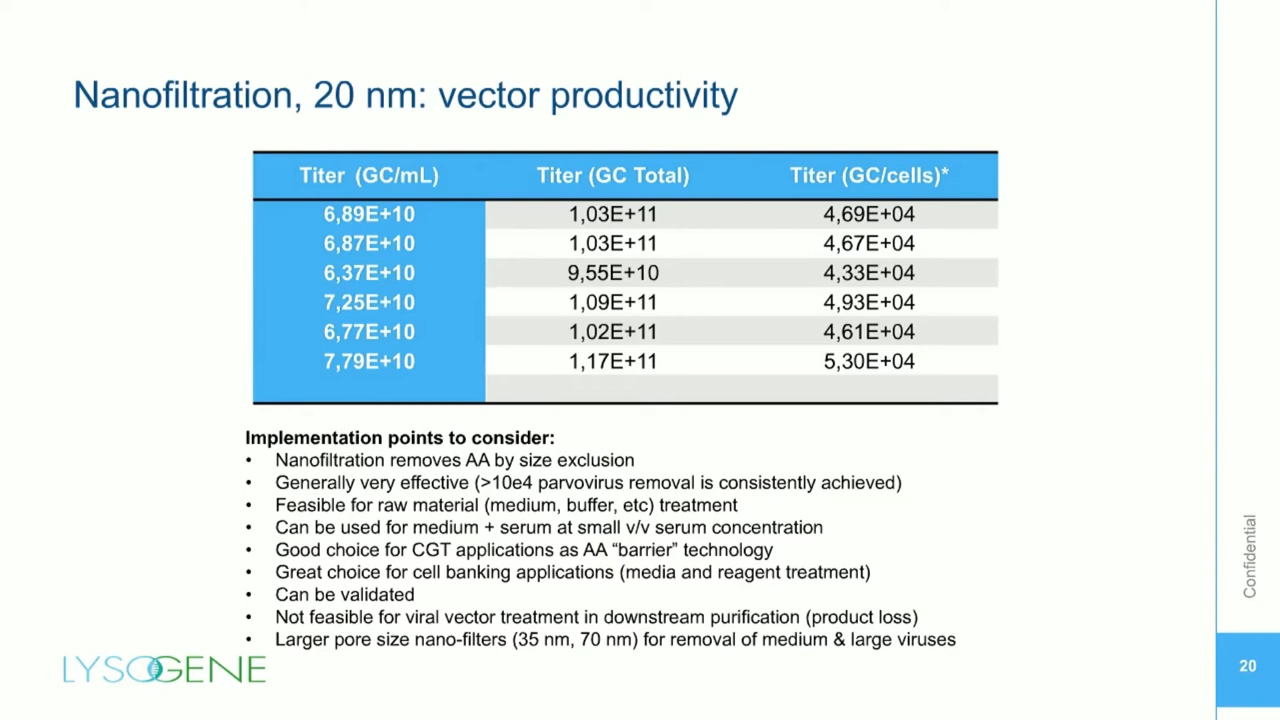 Nanofiltration, 20 nm: vector productivity
Titer (GC/mL) Titer (GC Total) Titer (GC/cells)*
6,89E+10 1,03E+11 4,69E+04
6,87E+10 1,03E+11 4,67E+04
6,37E+10 9,55E+10 4,33E+04
7,25E+10 1,09E+11 4,93E+04
6,77E+10 1,02E+11 4,61E+04
7,79E+10 1,17E+11 5,30E+04
Implementation points to consider:
• Nanofiltration removes AA by size exclusion
• Generally very effective (>10e4 parvovirus removal is consistently achieved)
• Feasible for raw material (medium, buffer, etc) treatment
• Can be used for medium + serum at small v/v serum concentration
• Good choice for CGT applications as AA “barrier” technology
• Great choice for cell banking applications (media and reagent treatment)
• Can be validated
• Not feasible for viral vector treatment in downstream purification (product loss)
• Larger pore size nano-filters (35 nm, 70 nm) for removal of medium & large viruses
LYSOGENE
Confidential
20